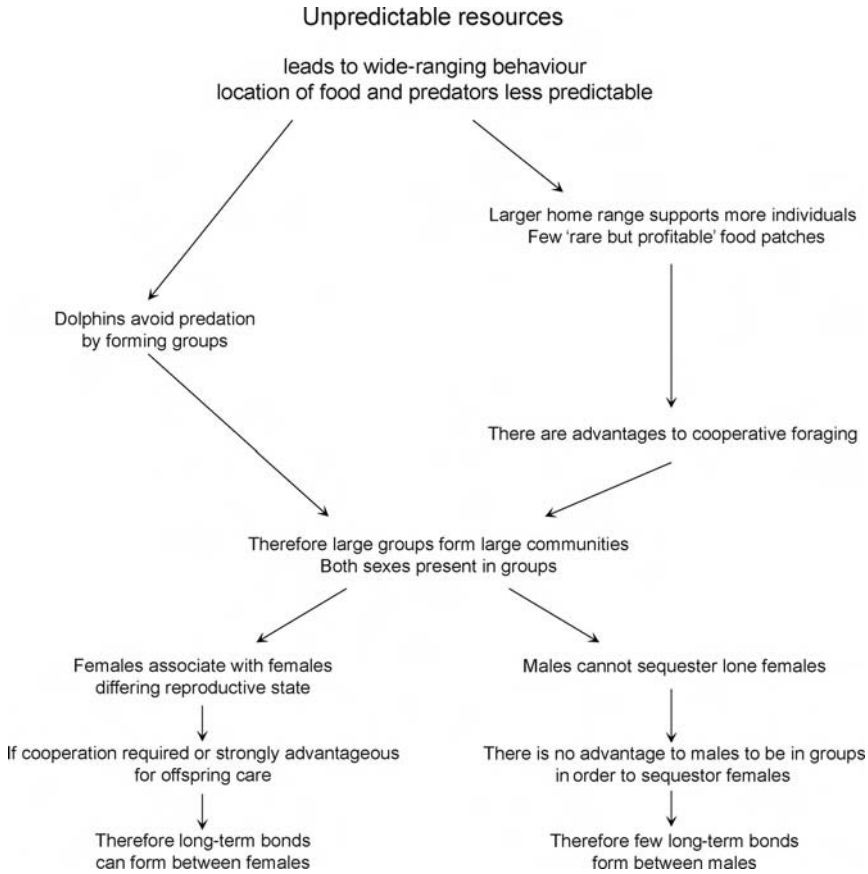 Unpredictable resources
leads to wide-ranging behaviour
location of food and predators less predictable
Larger home range supports more individuals
Few ‘rare but profitable’ food patches
Dolphins avoid predation
by forming groups
There are advantages to cooperative foraging
Therefore large groups form large communities
Both sexes present in groups
Females associate with females
differing reproductive state
Males cannot sequester lone females
If cooperation required or strongly advantageous
for offspring care
There is no advantage to males to be in groups
in order to sequestor females
Therefore long-term bonds
can form between females
Therefore few long-term bonds
form between males